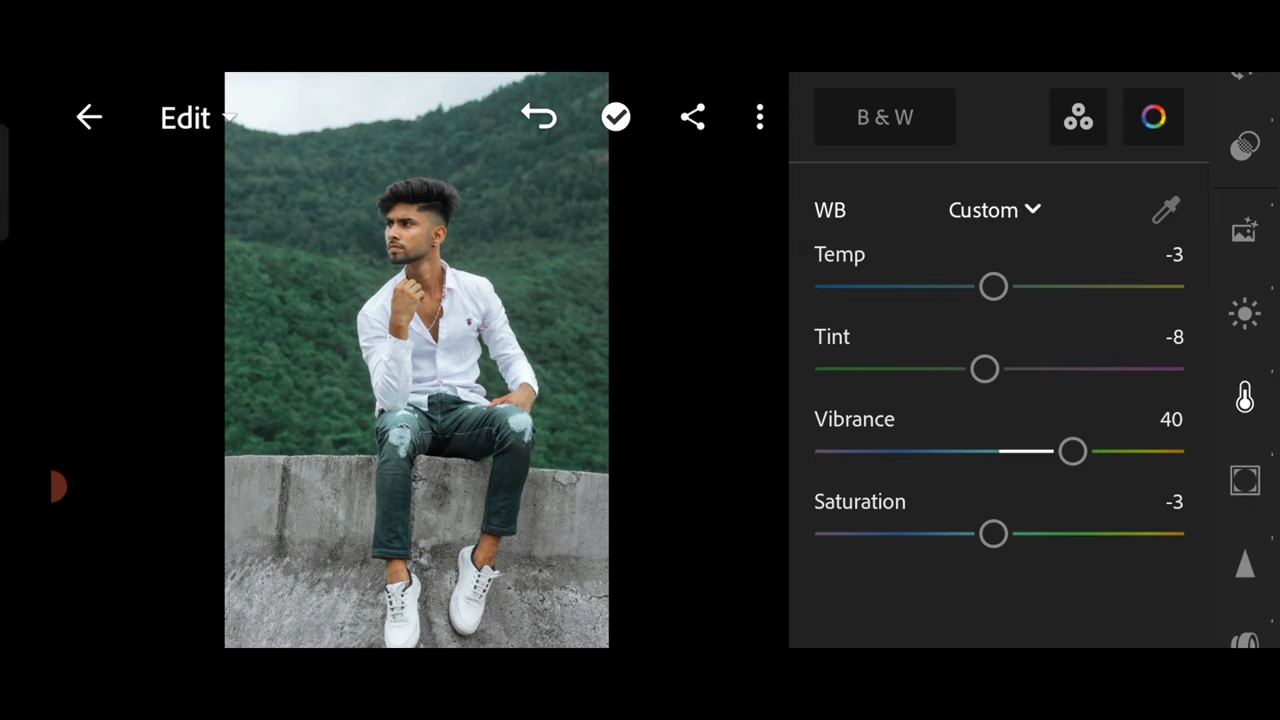 Edit
B & W
WB Custom
Temp -3
Tint -8
Vibrance 40
Saturation -3